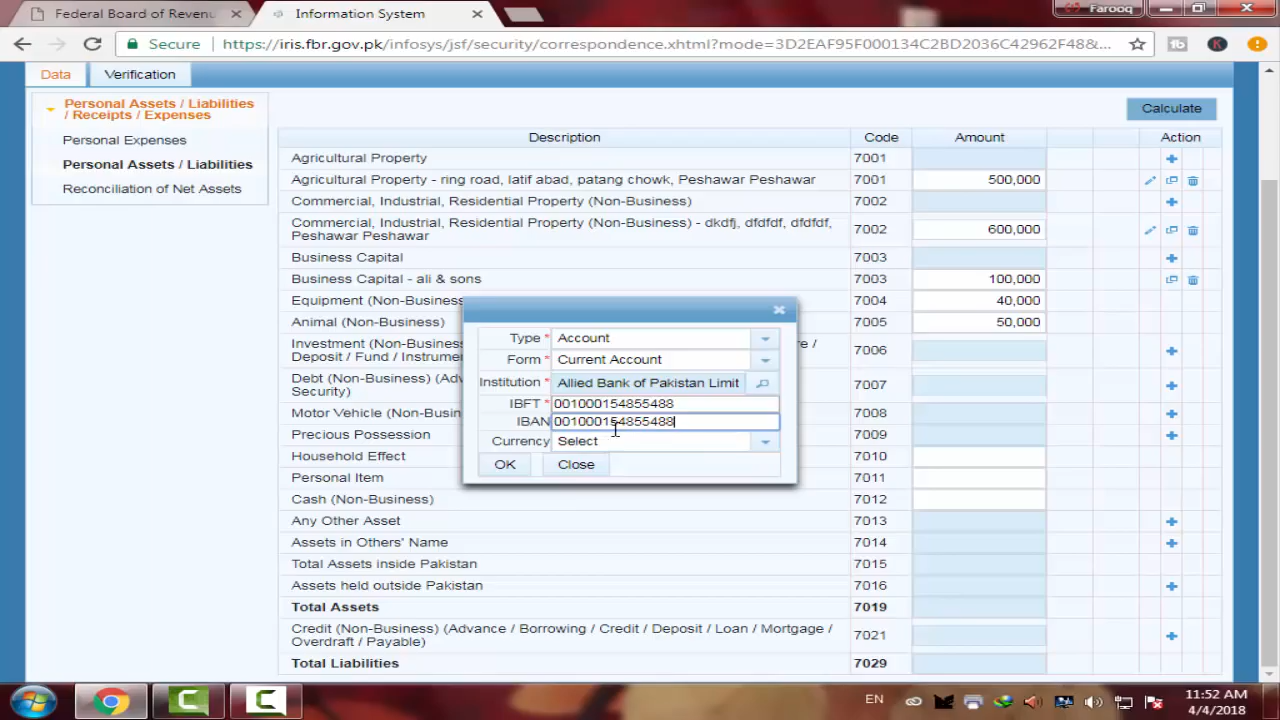 Federal Board of Revenu
Information System
Farooq
Secure
https://iris.fbr.gov.pk/infosys/jsf/security/correspondence.xhtml?mode=3D2EAF95F000134C2BD2036C42962F48&...
Data
Verification
Personal Assets / Liabilities
/ Receipts / Expenses
Personal Expenses
Personal Assets / Liabilities
Reconciliation of Net Assets
Calculate
Description Code Amount Action
Agricultural Property 7001
Agricultural Property - ring road, latif abad, patang chowk, Peshawar Peshawar 7001 500,000
Commercial, Industrial, Residential Property (Non-Business) 7002
Commercial, Industrial, Residential Property (Non-Business) - dkdfj, dfdfdf, dfdfdf,
Peshawar Peshawar 7002 600,000
Business Capital 7003
Business Capital - ali & sons 7003 100,000
Equipment (Non-Business 7004 40,000
Animal (Non-Business) 7005 50,000
Investment (Non-Business) e /
Deposit / Fund / Instrumen 7006
Debt (Non-Business) (Adv
Security) 7007
Motor Vehicle (Non-Busin 7008
Precious Possession 7009
Household Effect 7010
Personal Item 7011
Cash (Non-Business) 7012
Any Other Asset 7013
Assets in Others' Name 7014
Total Assets inside Pakistan 7015
Assets held outside Pakistan 7016
Total Assets 7019
Credit (Non-Business) (Advance / Borrowing / Credit / Deposit / Loan / Mortgage /
Overdraft / Payable) 7021
Total Liabilities 7029
Type * Account
Form * Current Account
Institution * Allied Bank of Pakistan Limit
IBFT * 001000154855488
IBAN 001000154855488
Currency Select
OK Close
EN
11:52 AM
4/4/2018